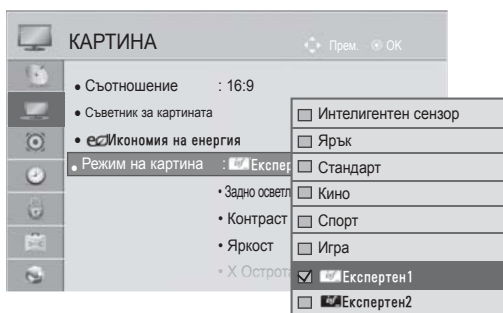 КАРТИНА
Прем. OK
• Съотношение : 16:9
• Съветник за картината
• Икономия на енергия
• Режим на картина : Експер
• Задно осветл
• Контраст
• Яркост
• X Острота
Интелигентен сензор
Ярък
Стандарт
Кино
Спорт
Игра
Експертен1
Експертен2